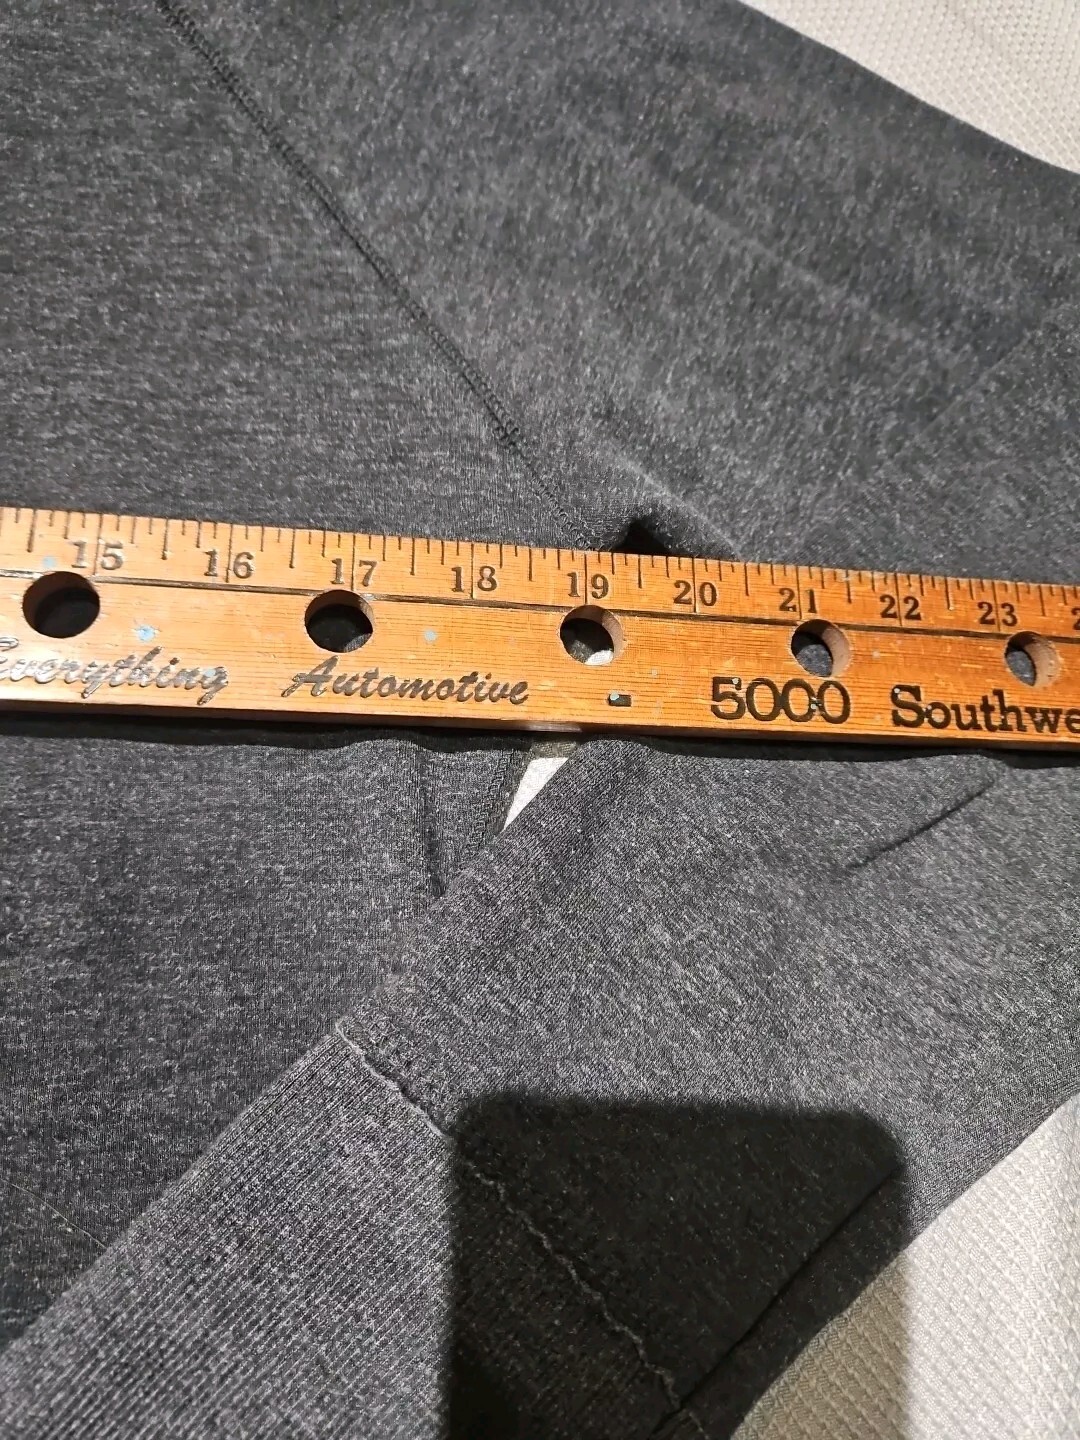 15 16 17 18 19 20 21 22 23
Everything Automotive - 5000 Southwe